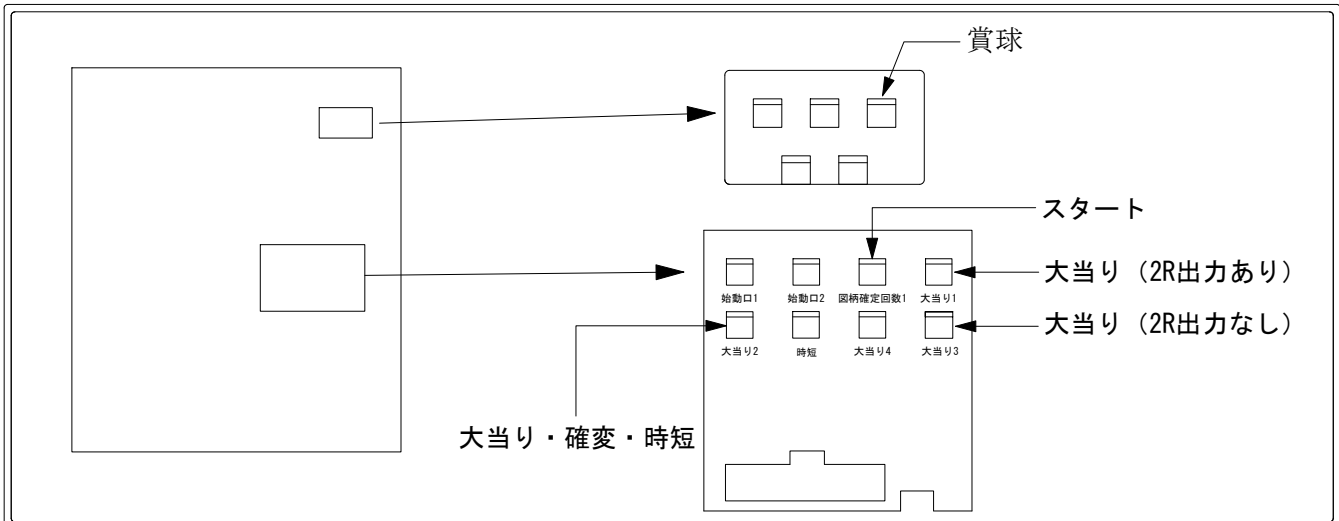 賞球
スタート
大当り（2R出力あり）
始動口1 始動口2 図柄確定回数1 大当り1
大当り（2R出力なし）
大当り2 時短 大当り4 大当り3
大当り・確変・時短